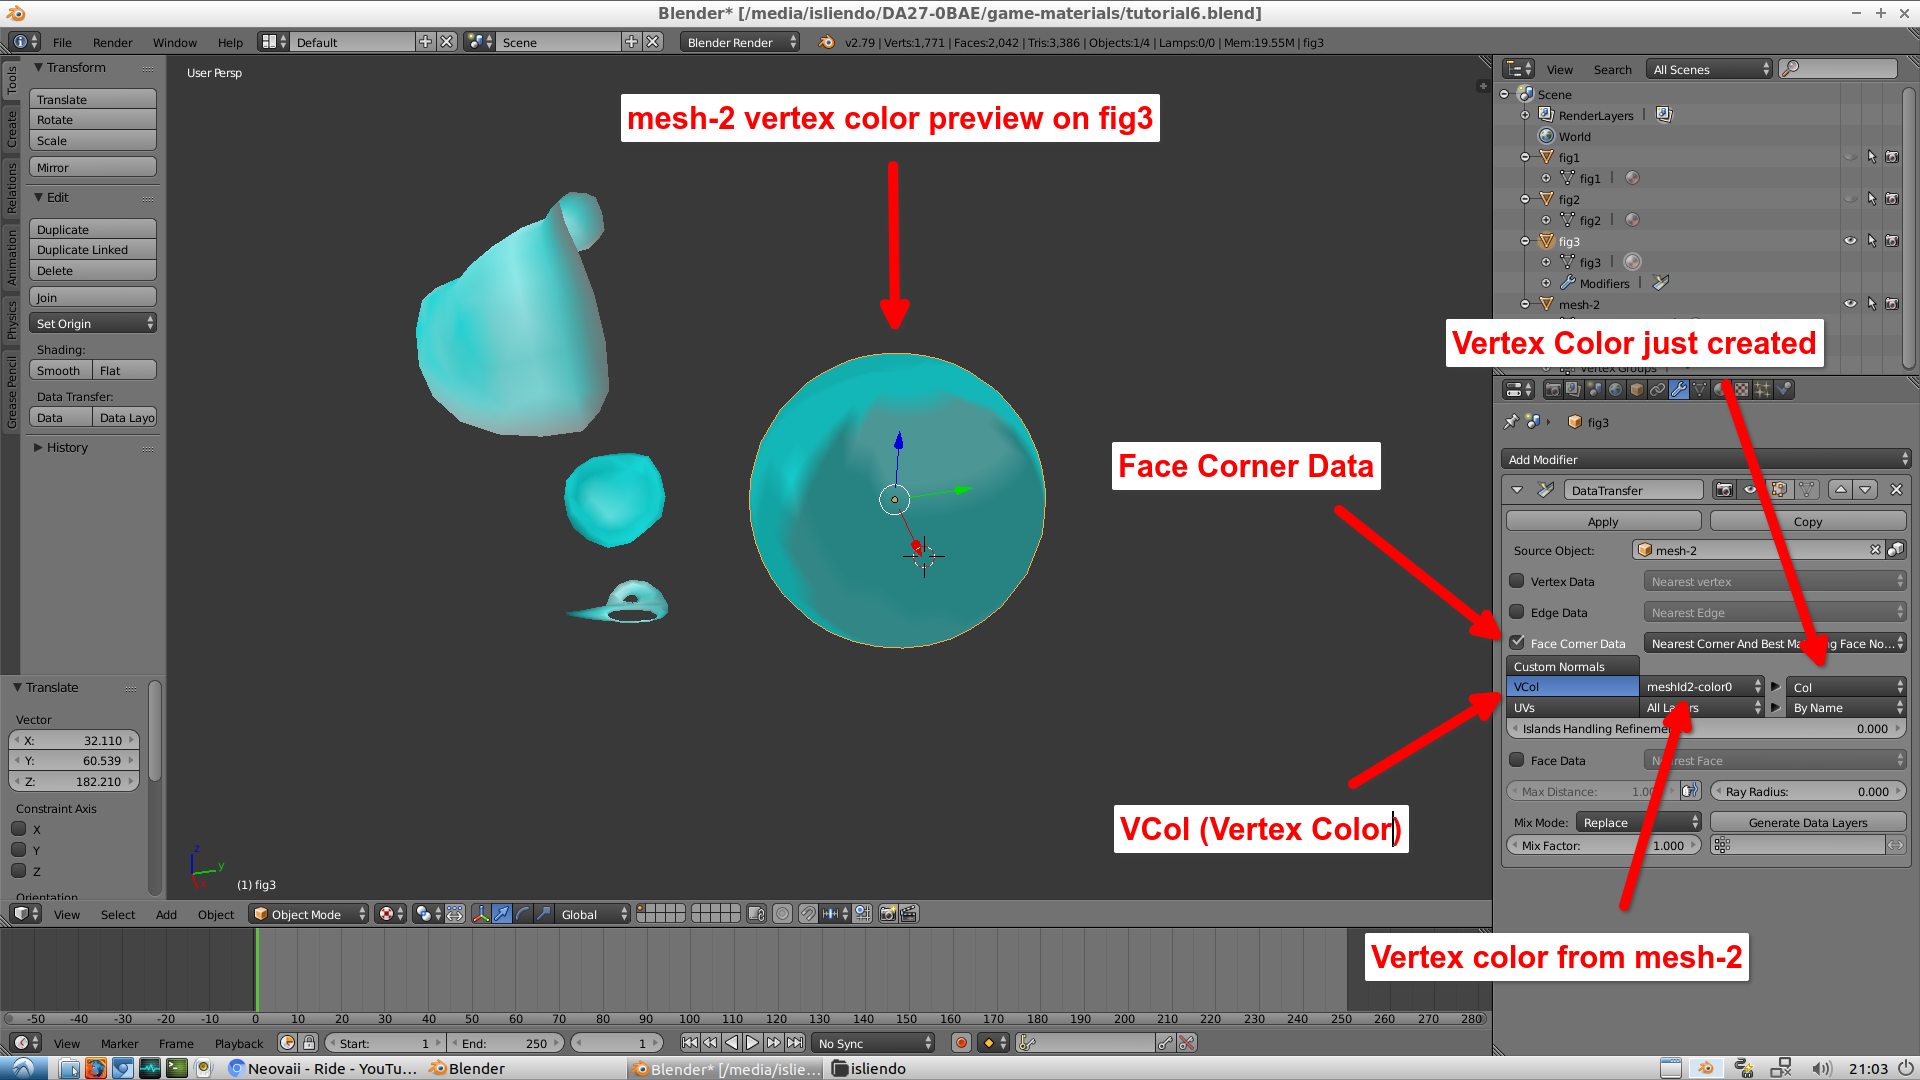 Blender* [/media/isliendo/DA27-0BAE/game-materials/tutorial6.blend]
File Render Window Help Default Scene Blender Render v2.79 | Verts:1,771 | Faces:2,042 | Tris:3,386 | Objects:1/4 | Lamps:0/0 | Mem:19.55M | fig3
Tools
Create
Relations
Animation
Physics
Grease Pencil
Transform
Translate
Rotate
Scale
Mirror
Edit
Duplicate
Duplicate Linked
Delete
Join
Set Origin
Shading:
Smooth Flat
Data Transfer:
Data Data Layo
History
Translate
Vector
X: 32.110
Y: 60.539
Z: 182.210
Constraint Axis
X
Y
Z
Orientation
User Persp
mesh-2 vertex color preview on fig3
Face Corner Data
VCol (Vertex Color)
z
y
x
(1) fig3
View Select Add Object Object Mode Global
View Search All Scenes
Scene
RenderLayers |
World
fig1
fig1 |
fig2
fig2 |
fig3
fig3 |
Modifiers |
mesh-2
Vertex Color just created
Vertex Groups
fig3
Add Modifier
DataTransfer
Apply Copy
Source Object: mesh-2
Vertex Data Nearest vertex
Edge Data Nearest Edge
Face Corner Data Nearest Corner And Best Ma g Face No...
Custom Normals
VCol meshId2-color0 Col
UVs All Layers By Name
Islands Handling Refineme 0.000
Face Data Nearest Face
Max Distance: 1.00 Ray Radius: 0.000
Mix Mode: Replace Generate Data Layers
Mix Factor: 1.000
Vertex color from mesh-2
-50 -40 -30 -20 -10 0 10 20 30 40 50 60 70 80 90 100 110 120 130 140 150 160 170 180 190 200 210 220 230 240 250 260 270 280
View Marker Frame Playback Start: 1 End: 250 1 No Sync
Neovaii - Ride - YouTu... Blender Blender* [/media/islie... isliendo 21:03